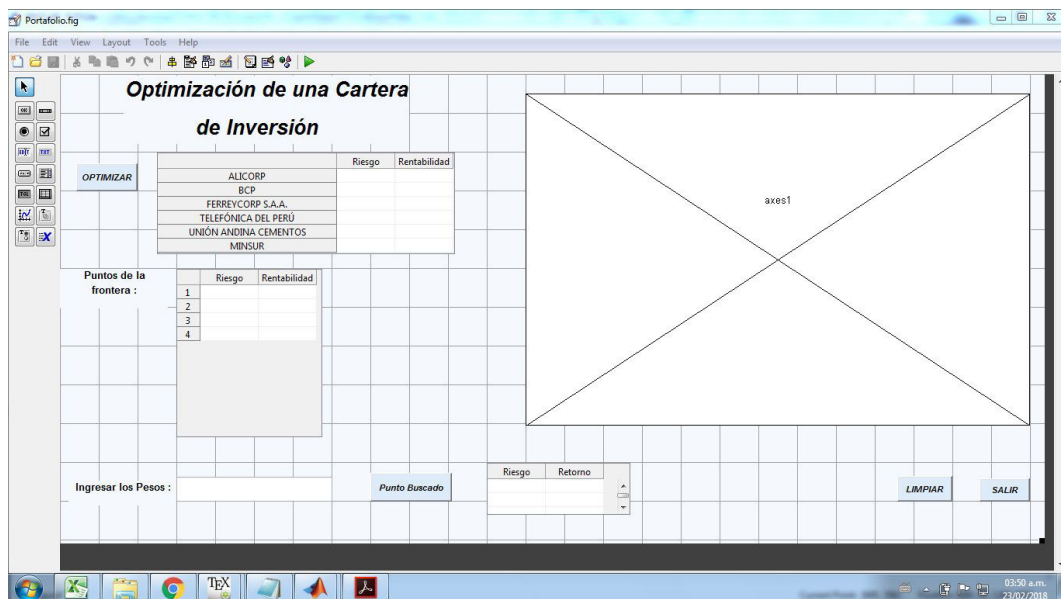 Portafolio.fig
File Edit View Layout Tools Help
Optimización de una Cartera
de Inversión
OPTIMIZAR
Riesgo Rentabilidad
ALICORP
BCP
FERREYCORP S.A.A.
TELEFÓNICA DEL PERÚ
UNIÓN ANDINA CEMENTOS
MINSUR
axes1
Puntos de la
frontera :
Riesgo Rentabilidad
1
2
3
4
Ingresar los Pesos :
Punto Buscado
Riesgo Retorno
LIMPIAR
SALIR
TEX
03:50 a.m.
23/02/2018